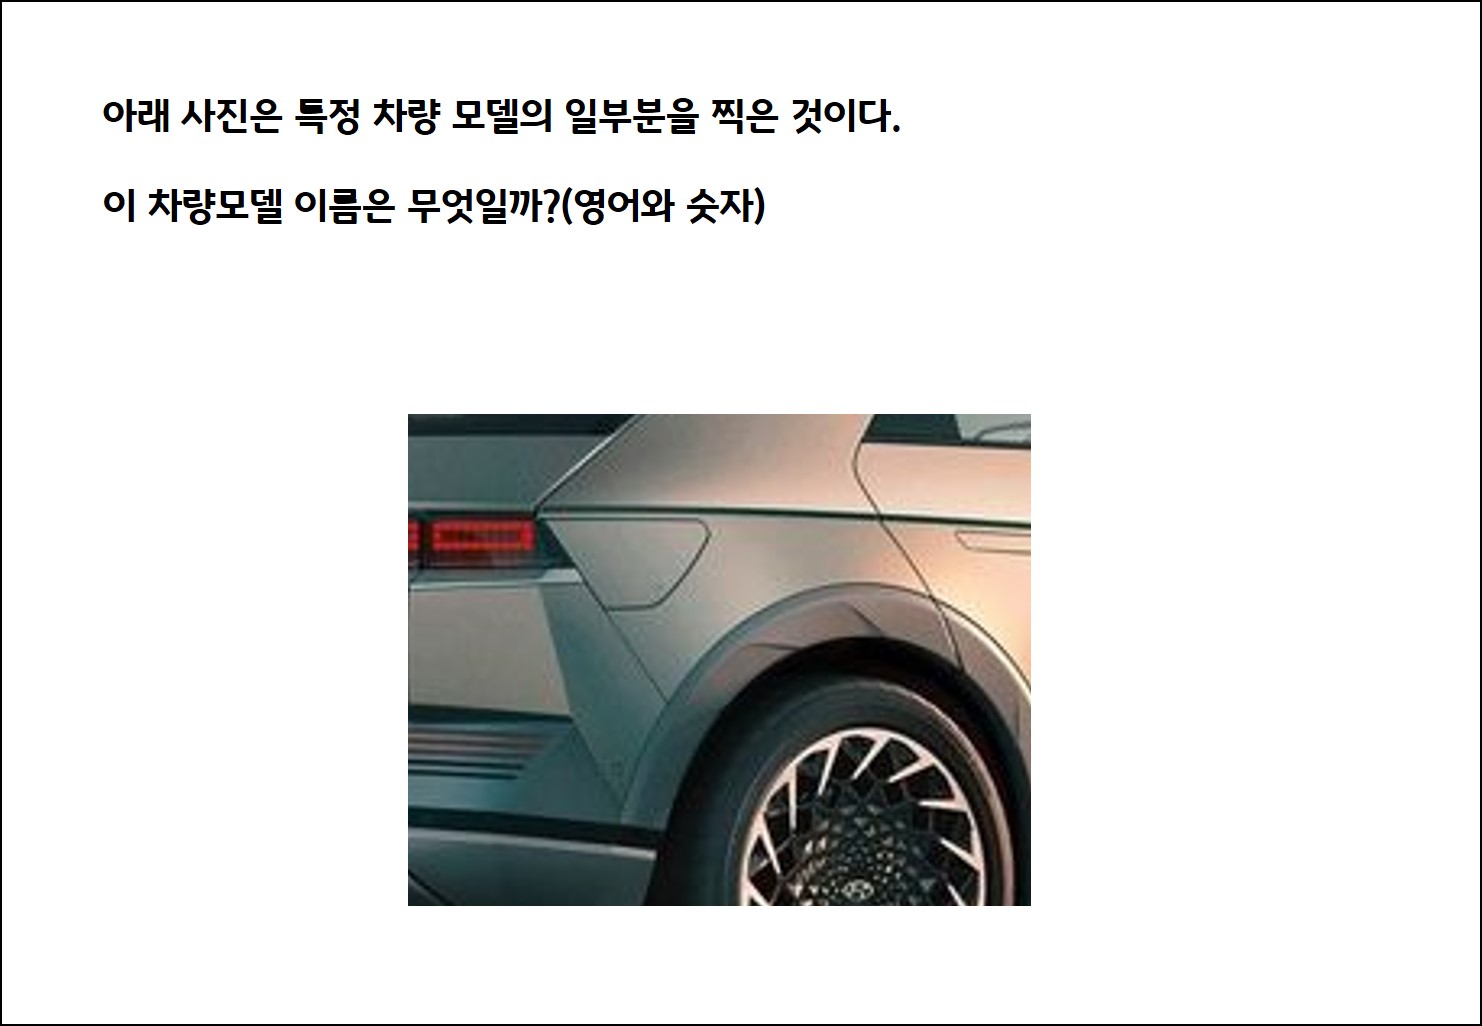 아래 사진은 특정 차량 모델의 일부분을 찍은 것이다.
이 차량모델 이름은 무엇일까?(영어와 숫자)